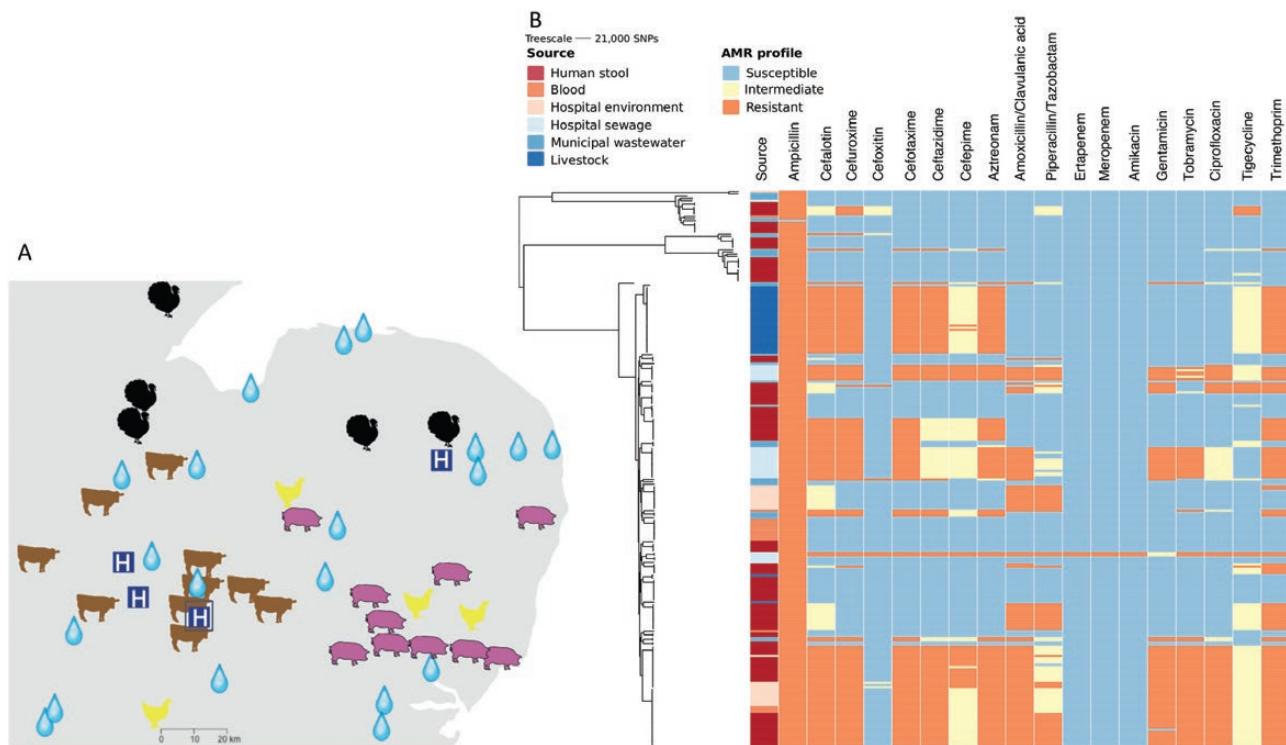 B
Treescale 21,000 SNPs
Source
Human stool
Blood
Hospital environment
Hospital sewage
Municipal wastewater
Livestock
AMR profile
Susceptible
Intermediate
Resistant
Source
Ampicillin
Cefalotin
Cefuroxime
Cefoxitin
Cefotaxime
Ceftazidime
Cefepime
Aztreonam
Amoxicillin/Clavulanic acid
Piperacillin/Tazobactam
Ertapenem
Meropenem
Amikacin
Gentamicin
Tobramycin
Ciprofloxacin
Tigecycline
Trimethoprim
A
H
H
H
H
0 10 20 km